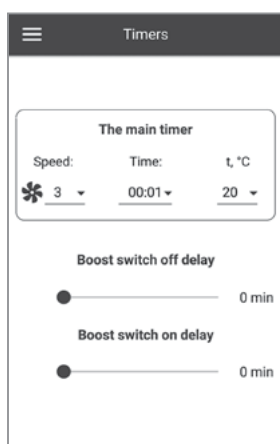 Timers
The main timer
Speed: Time: t, °C
3 00:01 20
Boost switch off delay
0 min
Boost switch on delay
0 min